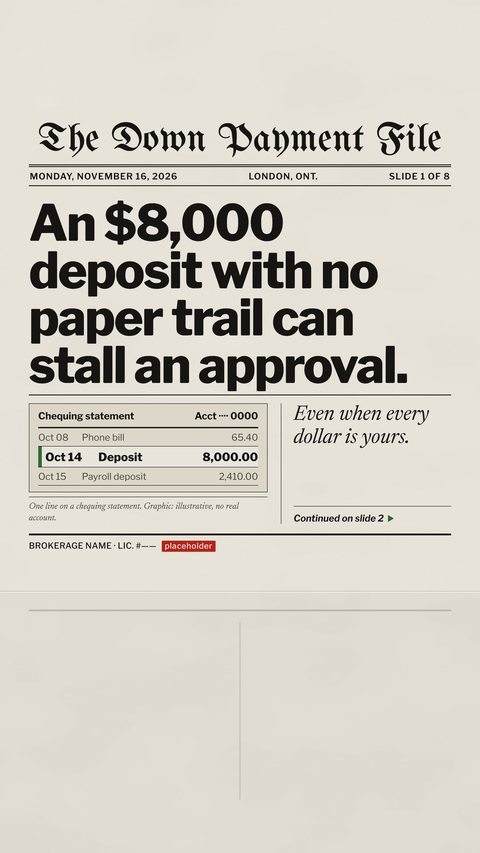 The Down Payment File
MONDAY, NOVEMBER 16, 2026 LONDON, ONT. SLIDE 1 OF 8
An $8,000
deposit with no
paper trail can
stall an approval.
Chequing statement Acct ···· 0000
Oct 08 Phone bill 65.40
Oct 14 Deposit 8,000.00
Oct 15 Payroll deposit 2,410.00
One line on a chequing statement. Graphic: illustrative, no real
account.
Even when every
dollar is yours.
Continued on slide 2 ▶
BROKERAGE NAME · LIC. #—— placeholder